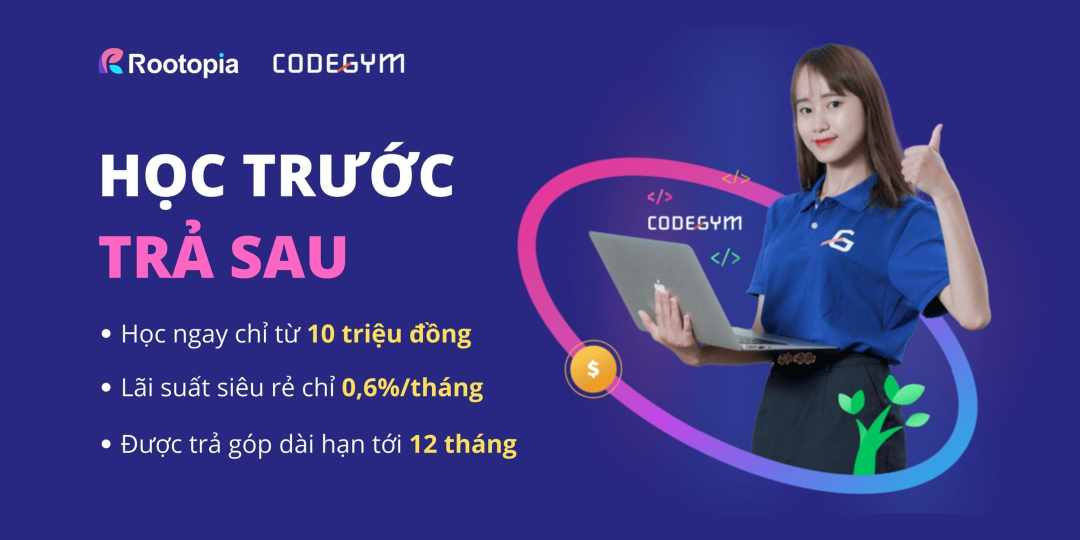 Rootopia CODEGYM
HỌC TRƯỚC
TRẢ SAU
• Học ngay chỉ từ 10 triệu đồng
• Lãi suất siêu rẻ chỉ 0,6%/tháng
• Được trả góp dài hạn tới 12 tháng
</>
</>
CODEGYM
</>
G
$